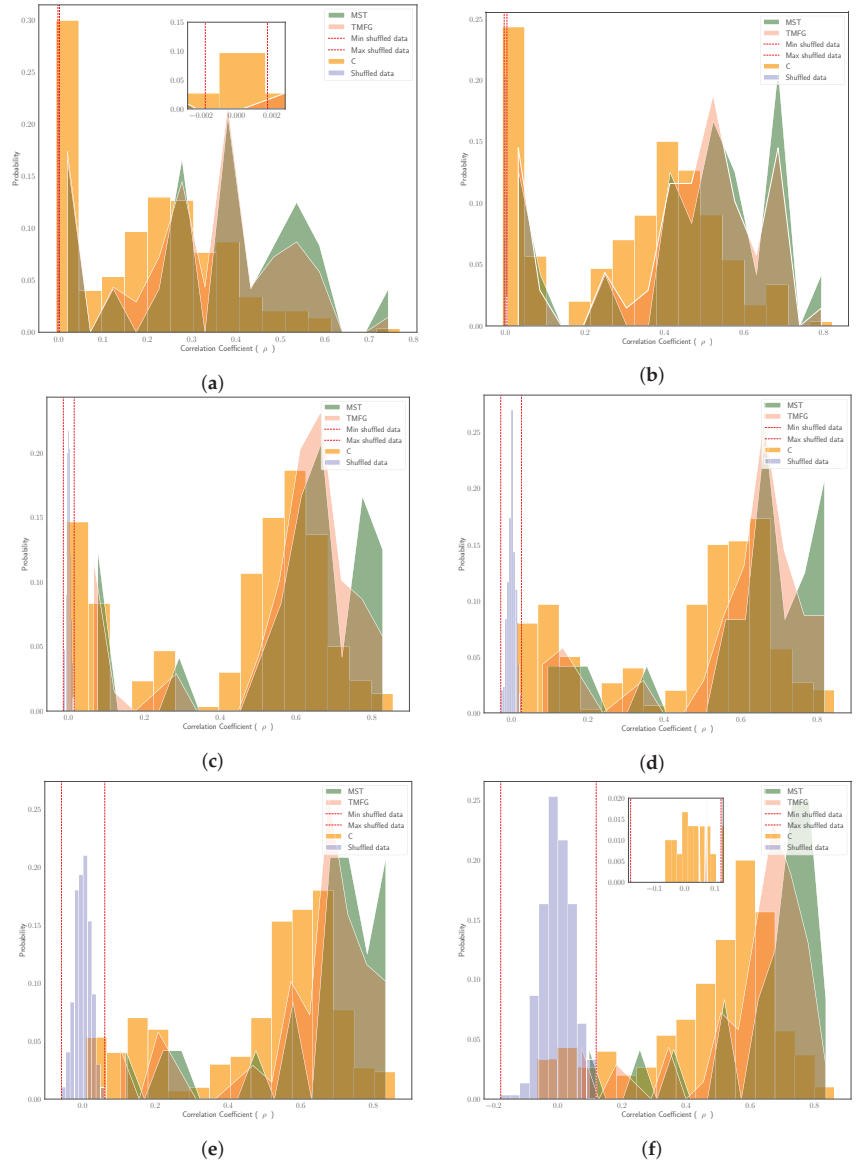 MST
TMFG
Min shuffled data
Max shuffled data
C
Shuffled data
0.30
0.25
0.20
0.15
0.10
0.05
0.00
Probability
0.15
0.10
0.05
0.00
−0.002 0.000 0.002
0.0 0.1 0.2 0.3 0.4 0.5 0.6 0.7 0.8
Correlation Coefficient ( ρ )
(a)
MST
TMFG
Min shuffled data
Max shuffled data
C
Shuffled data
0.25
0.20
0.15
0.10
0.05
0.00
Probability
0.0 0.2 0.4 0.6 0.8
Correlation Coefficient ( ρ )
(b)
MST
TMFG
Min shuffled data
Max shuffled data
C
Shuffled data
0.20
0.15
0.10
0.05
0.00
Probability
0.0 0.2 0.4 0.6 0.8
Correlation Coefficient ( ρ )
(c)
MST
TMFG
Min shuffled data
Max shuffled data
C
Shuffled data
0.25
0.20
0.15
0.10
0.05
0.00
Probability
0.0 0.2 0.4 0.6 0.8
Correlation Coefficient ( ρ )
(d)
MST
TMFG
Min shuffled data
Max shuffled data
C
Shuffled data
0.25
0.20
0.15
0.10
0.05
0.00
Probability
0.0 0.2 0.4 0.6 0.8
Correlation Coefficient ( ρ )
(e)
MST
TMFG
Min shuffled data
Max shuffled data
C
Shuffled data
0.25
0.20
0.15
0.10
0.05
0.00
Probability
0.020
0.015
0.010
0.005
0.000
−0.1 0.0 0.1
−0.2 0.0 0.2 0.4 0.6 0.8
Correlation Coefficient ( ρ )
(f)